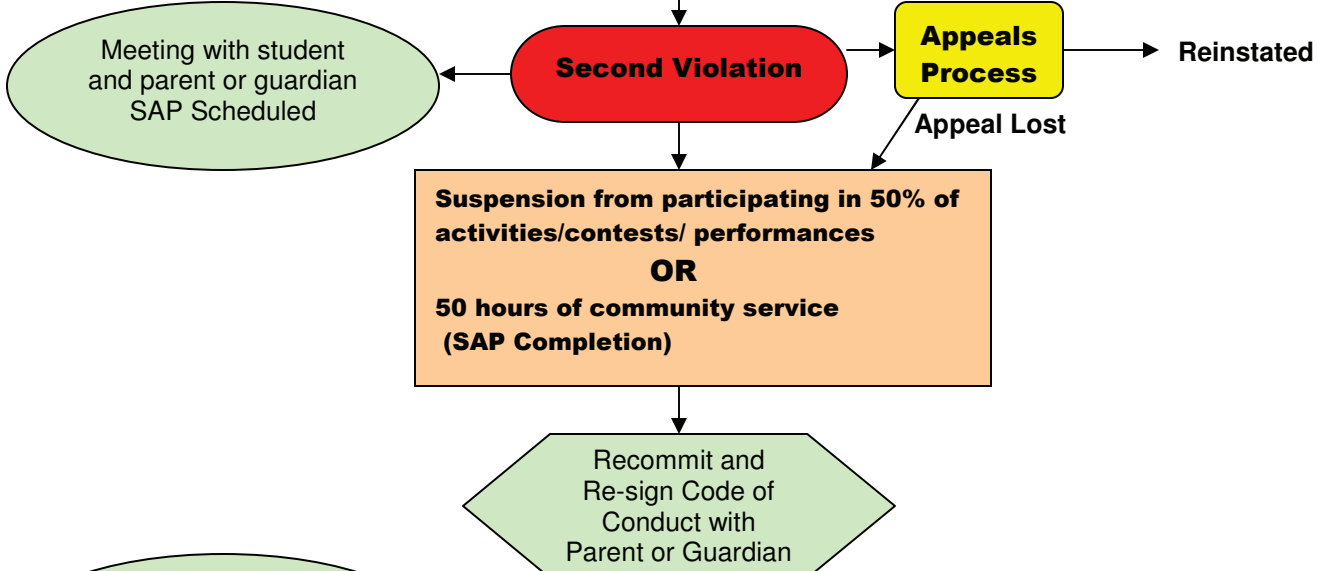 Meeting with student
and parent or guardian
SAP Scheduled
Second Violation
Appeals
Process
Reinstated
Appeal Lost
Suspension from participating in 50% of
activities/contests/ performances
OR
50 hours of community service
(SAP Completion)
Recommit and
Re-sign Code of
Conduct with
Parent or Guardian